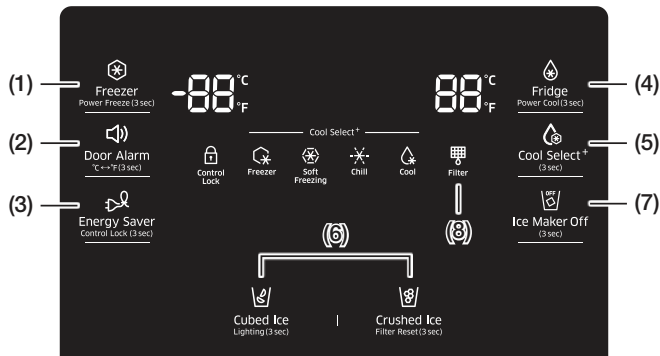 (1)
Freezer
Power Freeze (3 sec)
(2)
Door Alarm
°C↔°F(3 sec)
(3)
Energy Saver
Control Lock (3 sec)
-88 °C °F
88 °C °F
Cool Select+
Control Lock
Freezer
Soft Freezing
Chill
Cool
Filter
(6)
(8)
Cubed Ice
Lighting(3 sec)
|
Crushed Ice
Filter Reset(3 sec)
(4)
Fridge
Power Cool(3 sec)
(5)
Cool Select+
(3 sec)
(7)
OFF
Ice Maker Off
(3 sec)